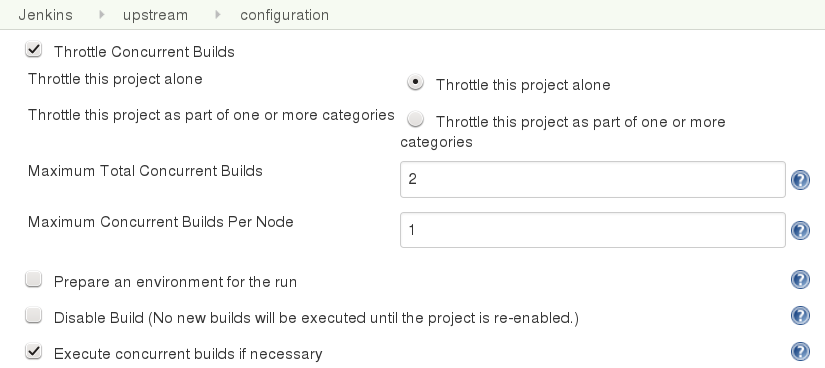 Jenkins upstream configuration
Throttle Concurrent Builds
Throttle this project alone Throttle this project alone
Throttle this project as part of one or more categories Throttle this project as part of one or more
categories
Maximum Total Concurrent Builds 2 ?
Maximum Concurrent Builds Per Node 1 ?
Prepare an environment for the run ?
Disable Build (No new builds will be executed until the project is re-enabled.) ?
Execute concurrent builds if necessary ?